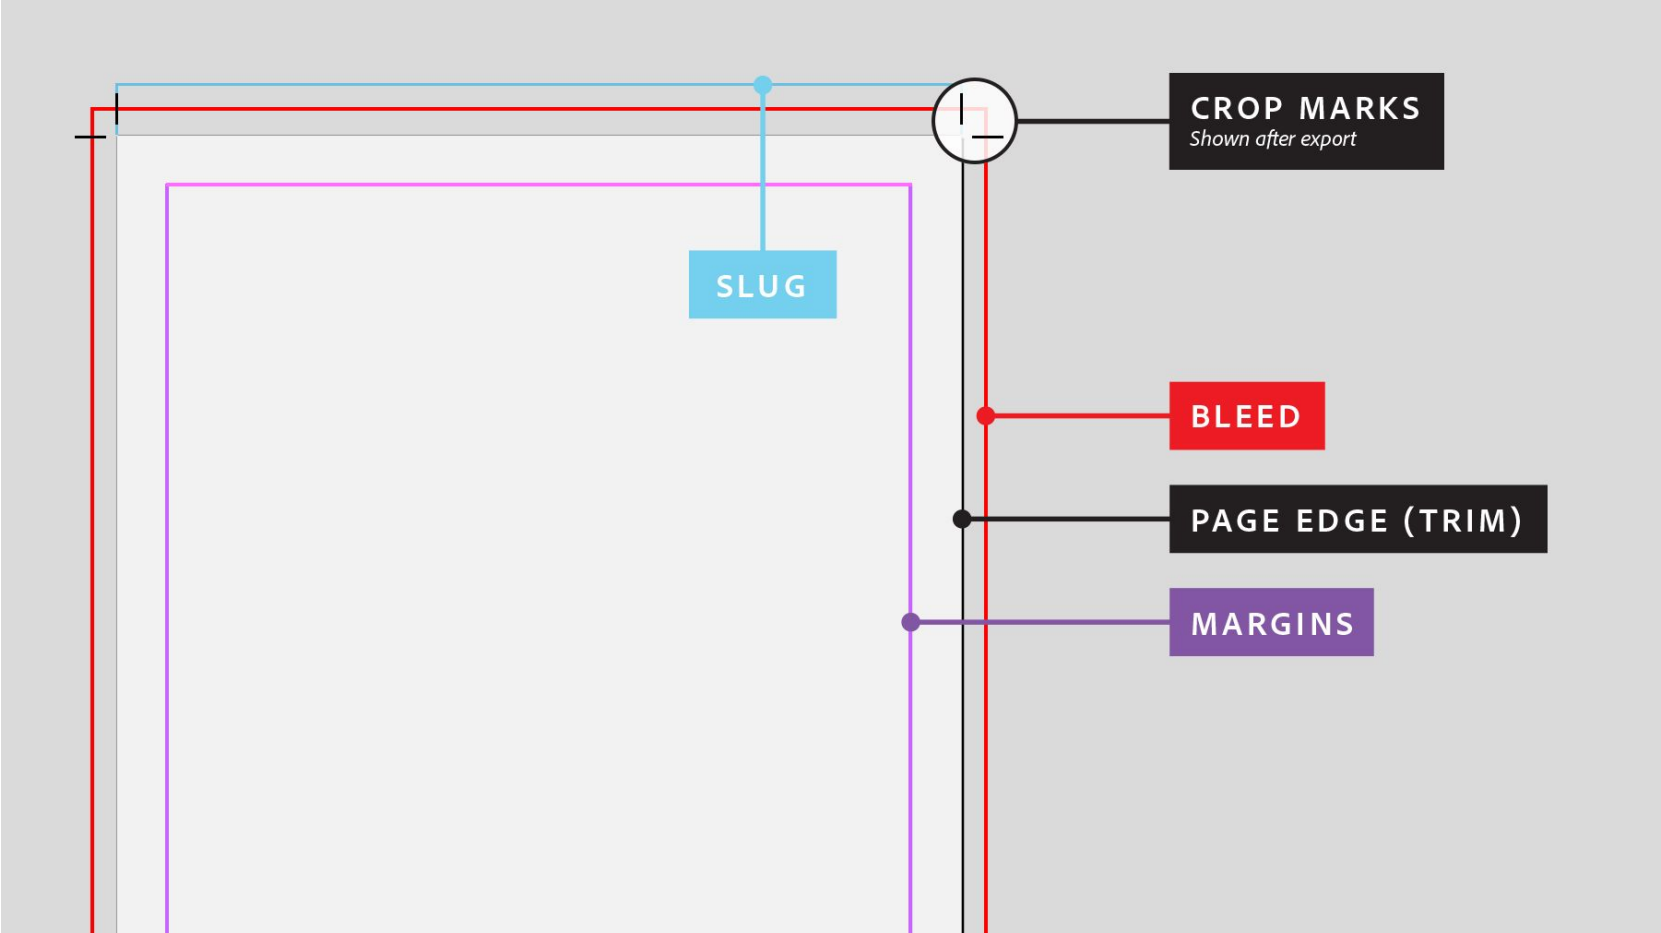 CROP MARKS
Shown after export
SLUG
BLEED
PAGE EDGE (TRIM)
MARGINS